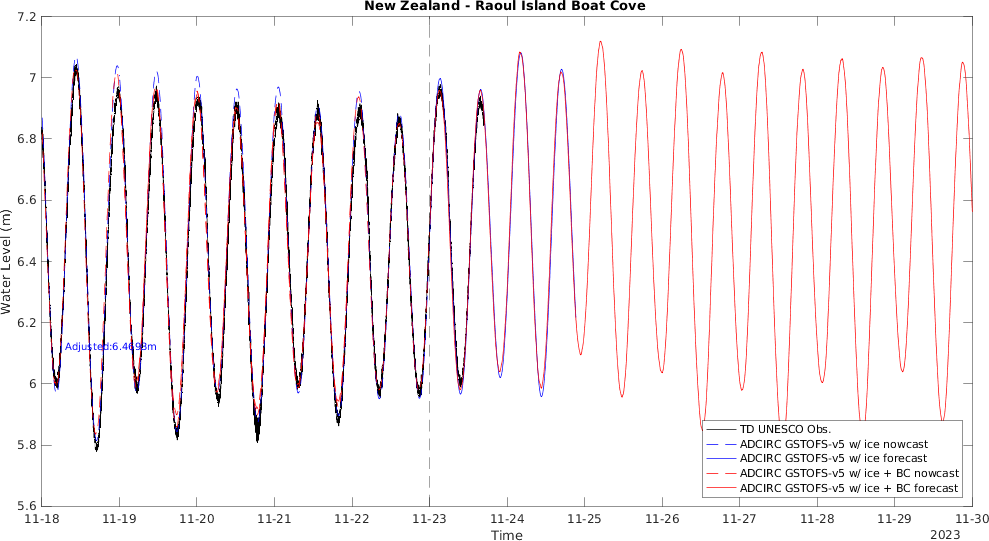 New Zealand - Raoul Island Boat Cove
7.2
7
6.8
6.6
6.4
6.2
6
5.8
5.6
Water Level (m)
Adjusted:6.4693m
TD UNESCO Obs.
ADCIRC GSTOFS-v5 w/ ice nowcast
ADCIRC GSTOFS-v5 w/ ice forecast
ADCIRC GSTOFS-v5 w/ ice + BC nowcast
ADCIRC GSTOFS-v5 w/ ice + BC forecast
11-18 11-19 11-20 11-21 11-22 11-23 11-24 11-25 11-26 11-27 11-28 11-29 11-30
Time
2023